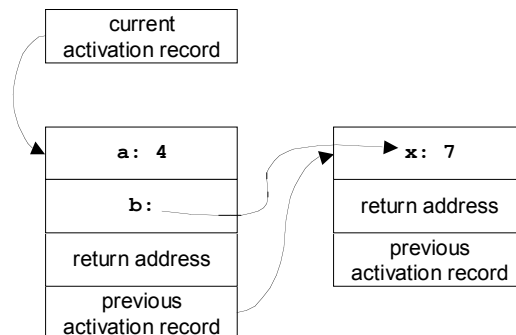 current
activation record
a: 4
b:
return address
previous
activation record
x: 7
return address
previous
activation record